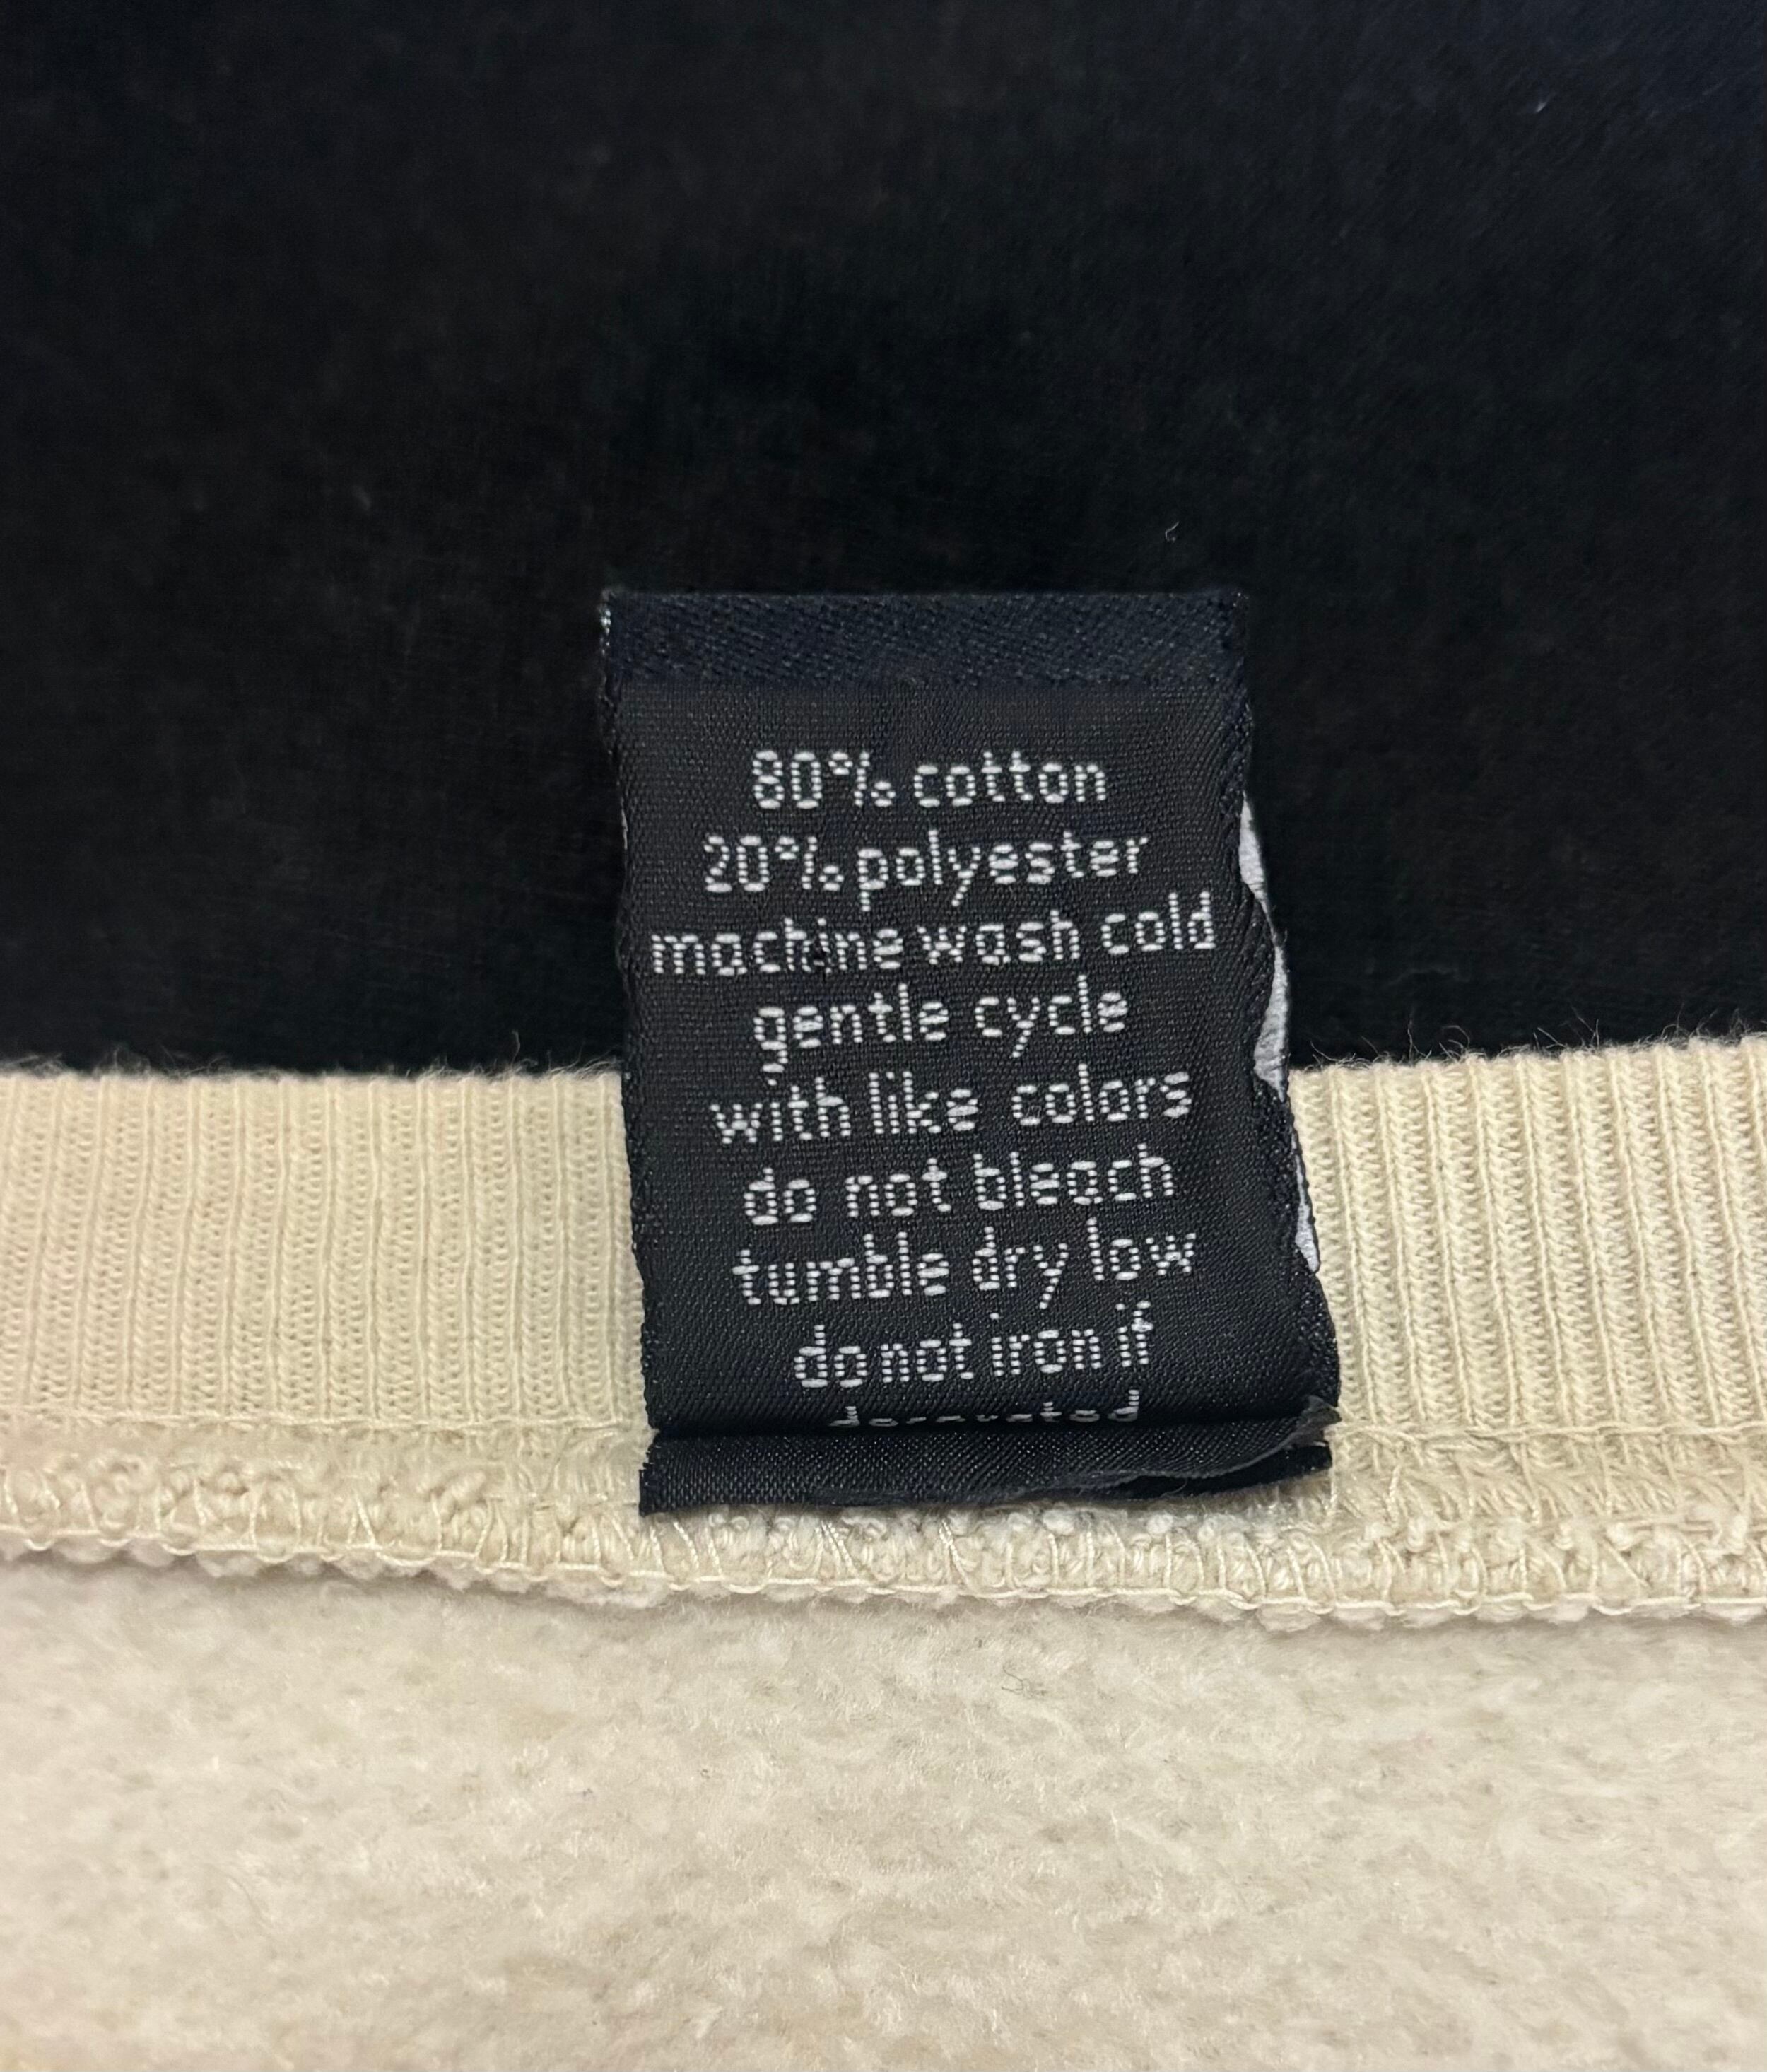 80% cotton
20% polyester
machine wash cold
gentle cycle
with like colors
do not bleach
tumble dry low
do not iron if
decorated